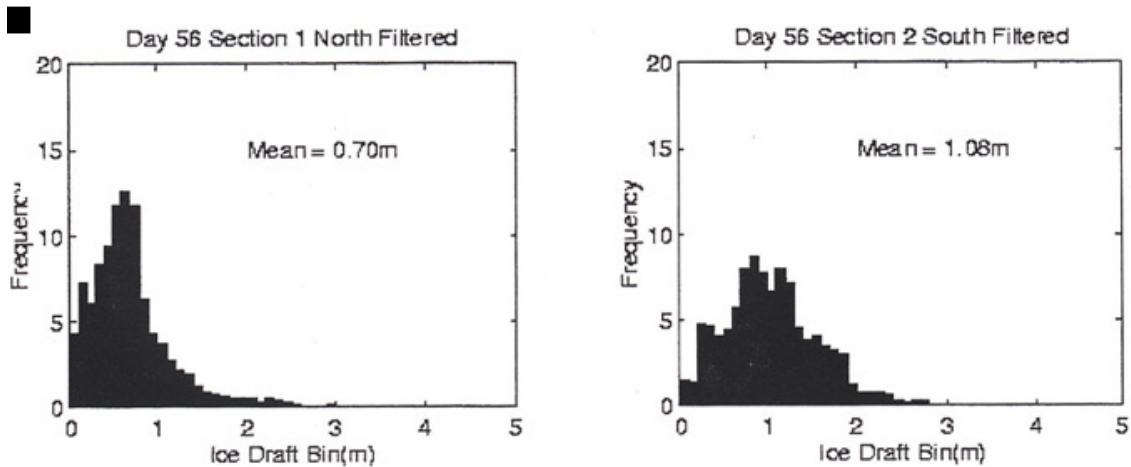 Day 56 Section 1 North Filtered
20
15
10
5
0
Frequency
Mean = 0.70m
0 1 2 3 4 5
Ice Draft Bin(m)
Day 56 Section 2 South Filtered
20
15
10
5
0
Frequency
Mean = 1.08m
0 1 2 3 4 5
Ice Draft Bin(m)